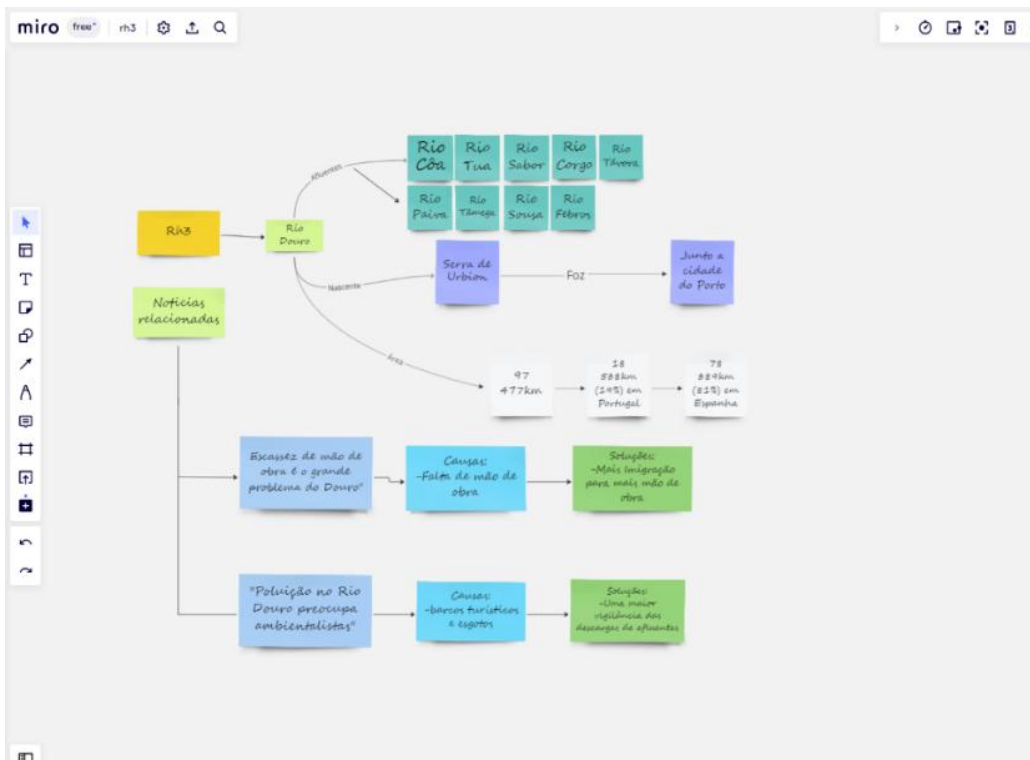 miro free rh3
3
Rio
Côa
Rio
Tua
Rio
Sabor
Rio
Corgo
Rio
Távora
Afluentes
Rio
Paiva
Rio
Tâmega
Rio
Sousa
Rio
Febros
Rh3
Rio
Douro
Serra de
Urbion
Foz
Junto a
cidade
do Porto
Nascente
Notícias
relacionadas
Área
97
477km
18
588km
(19%) em
Portugal
78
889km
(81%) em
Espanha
Escassez de mão de
obra é o grande
problema do Douro"
Causas:
-Falta de mão de
obra
Soluções:
-Mais Imigração
para mais mão de
obra
"Poluição no Rio
Douro preocupa
ambientalistas"
Causas:
-barcos turísticos
e esgotos
Soluções:
-Uma maior
vigilância das
descargas de efluentes